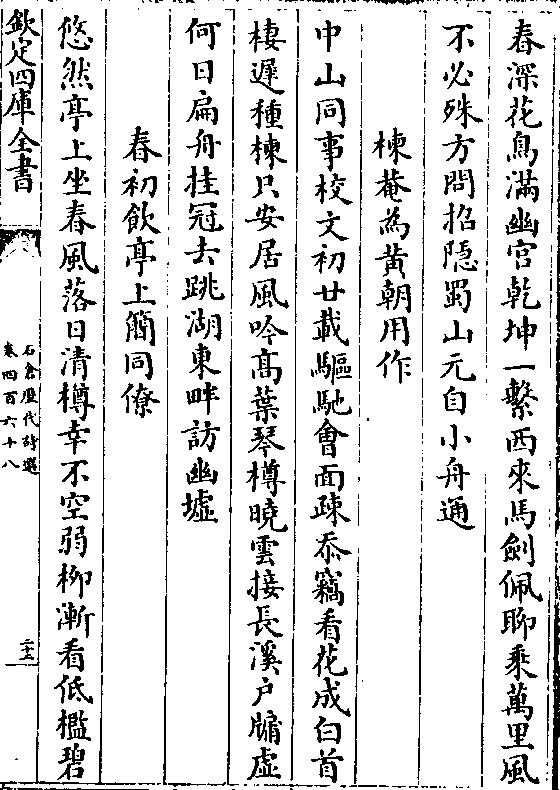 春深花鳥滿幽宫乾坤一繫西來馬劍佩聊乘萬里風
不必殊方問招隠蜀山元自小舟通
楝菴為黄朝用作
中山同事校文初廿載驅馳會面疎忝竊看花成白首
棲遲種楝只安居風吟髙葉琴樽曉雲接長溪户牖虚
何日扁舟挂冠去跳湖東畔訪幽墟
春初飲亭上簡同僚
悠然亭上坐春風落日清樽幸不空弱柳漸看低檻碧
欽定四庫全書
石倉歷代詩選
卷四百六十八